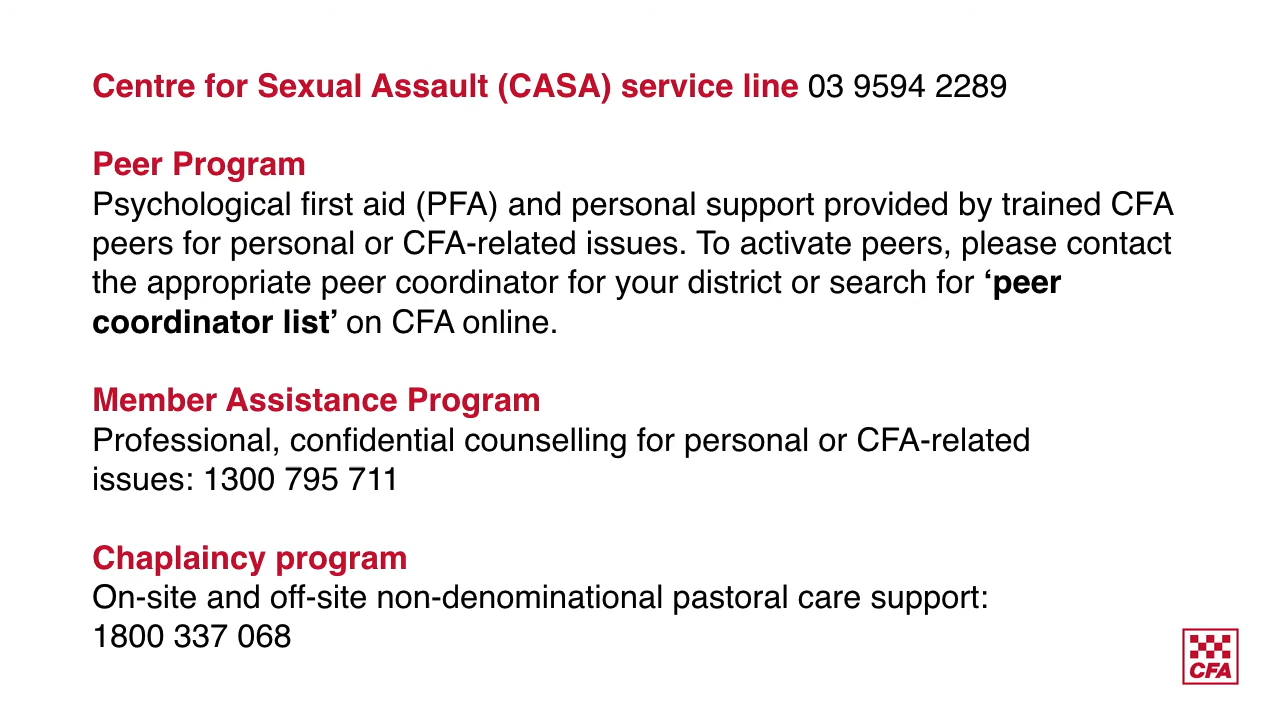 Centre for Sexual Assault (CASA) service line 03 9594 2289
Peer Program
Psychological first aid (PFA) and personal support provided by trained CFA
peers for personal or CFA-related issues. To activate peers, please contact
the appropriate peer coordinator for your district or search for ‘peer
coordinator list’ on CFA online.
Member Assistance Program
Professional, confidential counselling for personal or CFA-related
issues: 1300 795 711
Chaplaincy program
On-site and off-site non-denominational pastoral care support:
1800 337 068
CFA